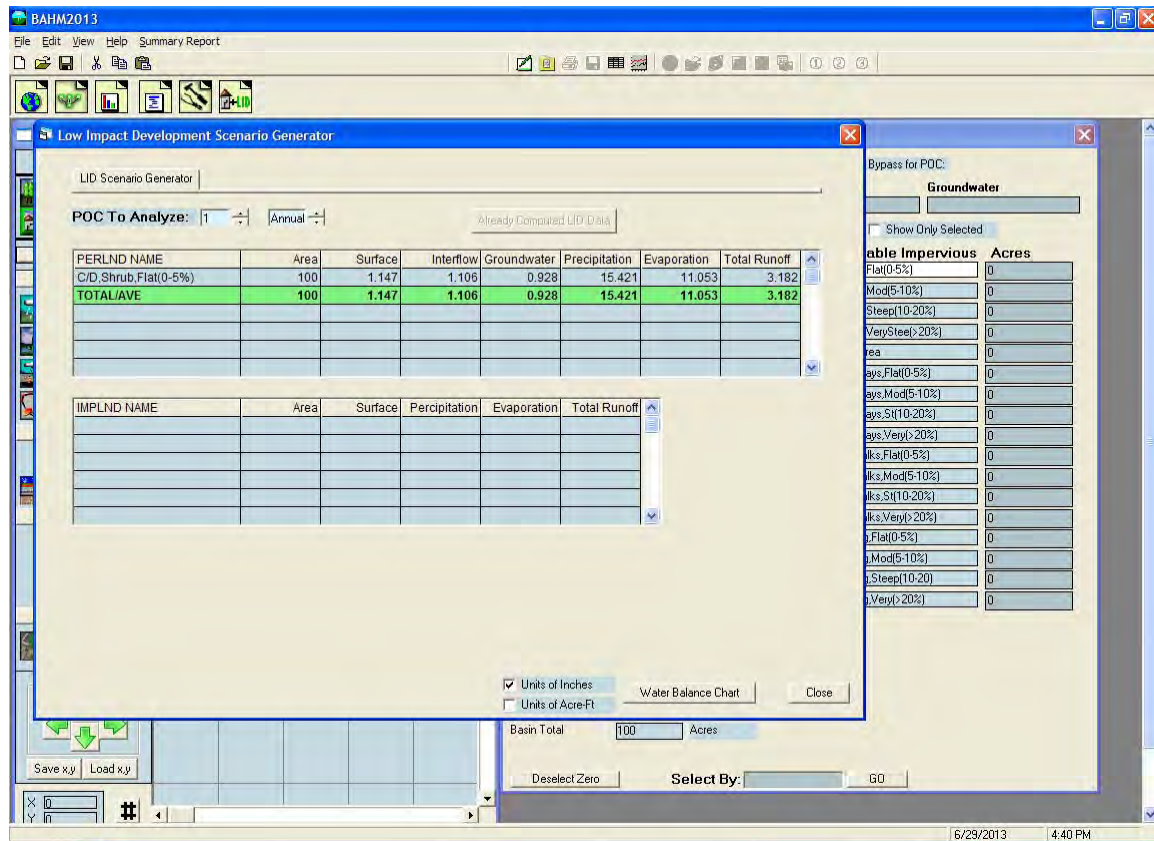 BAHM2013
File Edit View Help Summary Report
① ② ③
+LID
Low Impact Development Scenario Generator
LID Scenario Generator
POC To Analyze: 1 Annual
Already Computed LID Data
PERLND NAME Area Surface Interflow Groundwater Precipitation Evaporation Total Runoff
C/D,Shrub,Flat(0-5%) 100 1.147 1.106 0.928 15.421 11.053 3.182
TOTAL/AVE 100 1.147 1.106 0.928 15.421 11.053 3.182
IMPLND NAME Area Surface Percipitation Evaporation Total Runoff
Units of Inches
Units of Acre-Ft
Water Balance Chart
Close
Bypass for POC:
Groundwater
Show Only Selected
able Impervious Acres
Flat(0-5%) 0
Mod(5-10%) 0
Steep(10-20%) 0
VeryStee(>20%) 0
rea 0
ays,Flat(0-5%) 0
ays,Mod(5-10%) 0
ays,St(10-20%) 0
ays,Very(>20%) 0
lks,Flat(0-5%) 0
lks,Mod(5-10%) 0
lks,St(10-20%) 0
lks,Very(>20%) 0
g,Flat(0-5%) 0
g,Mod(5-10%) 0
g,Steep(10-20) 0
g,Very(>20%) 0
Basin Total 100 Acres
Deselect Zero Select By: GO
Save x,y Load x,y
X 0
Y 0
#
6/29/2013 4:40 PM